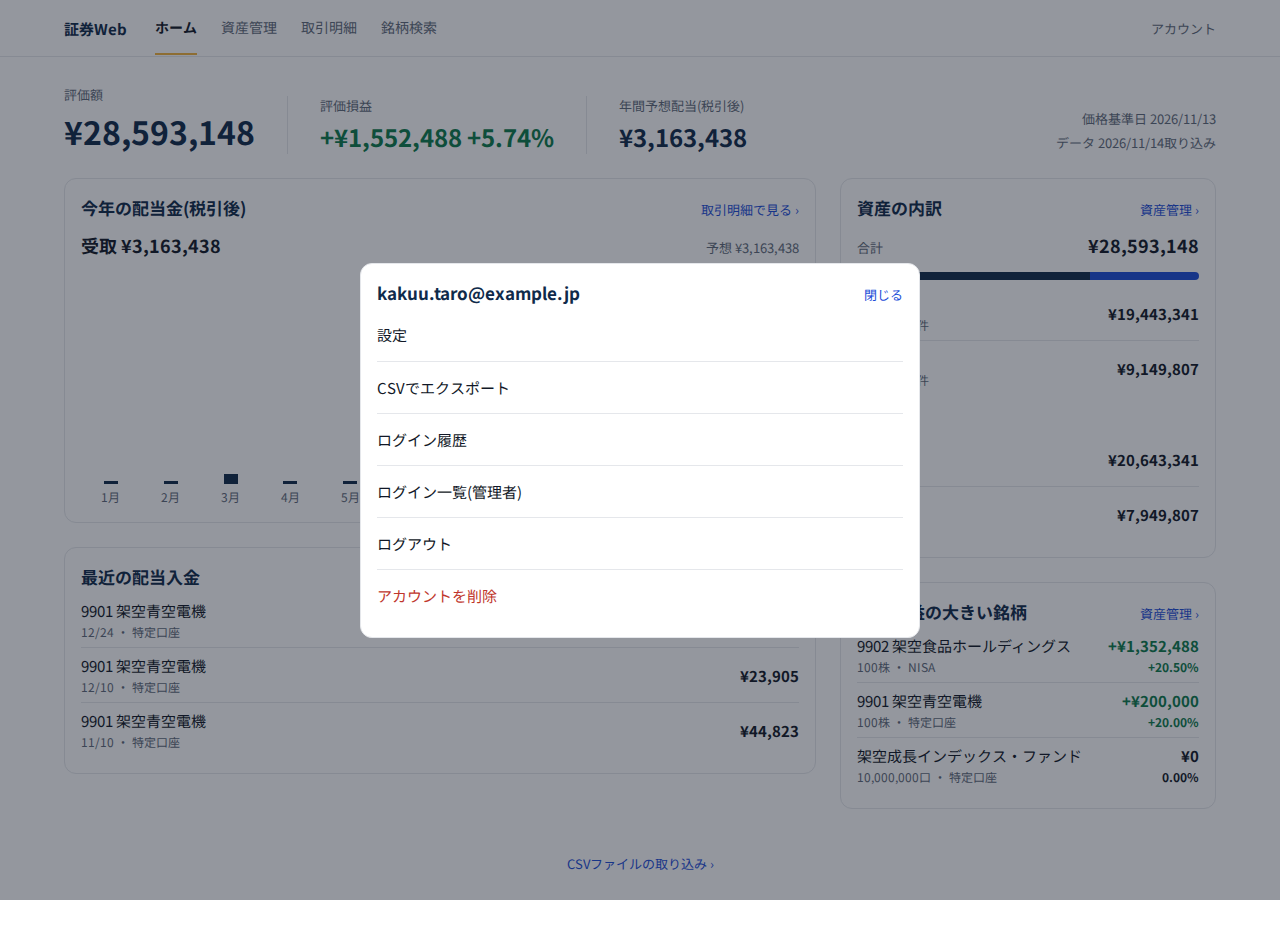 証券Web ホーム 資産管理 取引明細 銘柄検索 アカウント
評価額
¥28,593,148
評価損益
+¥1,552,488 +5.74%
年間予想配当(税引後)
¥3,163,438
価格基準日 2026/11/13
データ 2026/11/14取り込み
今年の配当金(税引後) 取引明細で見る ›
受取 ¥3,163,438 予想 ¥3,163,438
1月 2月 3月 4月 5月
資産の内訳 資産管理 ›
合計 ¥28,593,148
¥19,443,341
件
¥9,149,807
件
¥20,643,341
¥7,949,807
kakuu.taro@example.jp 閉じる
設定
CSVでエクスポート
ログイン履歴
ログイン一覧(管理者)
ログアウト
アカウントを削除
最近の配当入金
9901 架空青空電機
12/24 ・ 特定口座
9901 架空青空電機
12/10 ・ 特定口座 ¥23,905
9901 架空青空電機
11/10 ・ 特定口座 ¥44,823
の大きい銘柄 資産管理 ›
9902 架空食品ホールディングス +¥1,352,488
100株 ・ NISA +20.50%
9901 架空青空電機 +¥200,000
100株 ・ 特定口座 +20.00%
架空成長インデックス・ファンド ¥0
10,000,000口 ・ 特定口座 0.00%
CSVファイルの取り込み ›